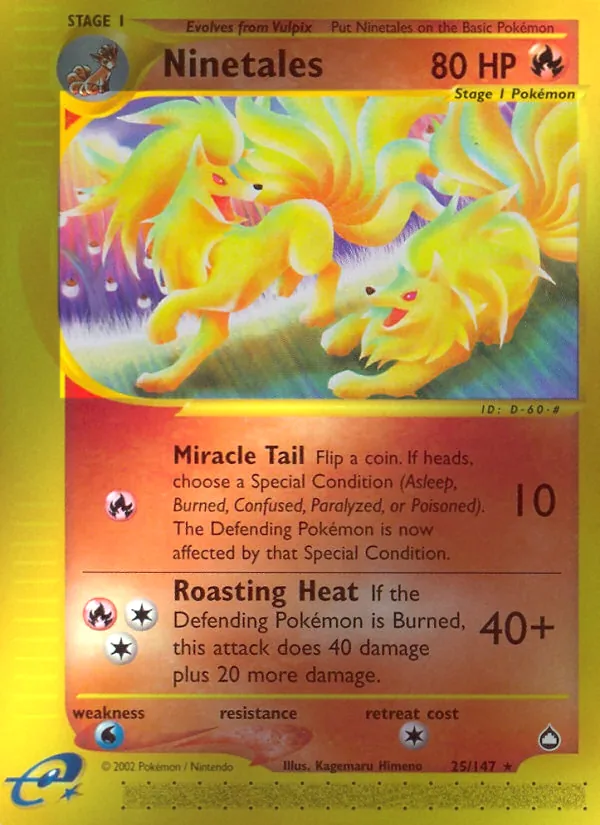 STAGE 1 Evolves from Vulpix Put Ninetales on the Basic Pokémon
Ninetales 80 HP
Stage 1 Pokémon
ID: D-60-#
Miracle Tail Flip a coin. If heads,
choose a Special Condition (Asleep,
Burned, Confused, Paralyzed, or Poisoned).
The Defending Pokémon is now
affected by that Special Condition.
10
Roasting Heat If the
Defending Pokémon is Burned,
this attack does 40 damage
plus 20 more damage.
40+
weakness resistance retreat cost
© 2002 Pokémon / Nintendo Illus. Kagemaru Himeno 25/147 ★
e